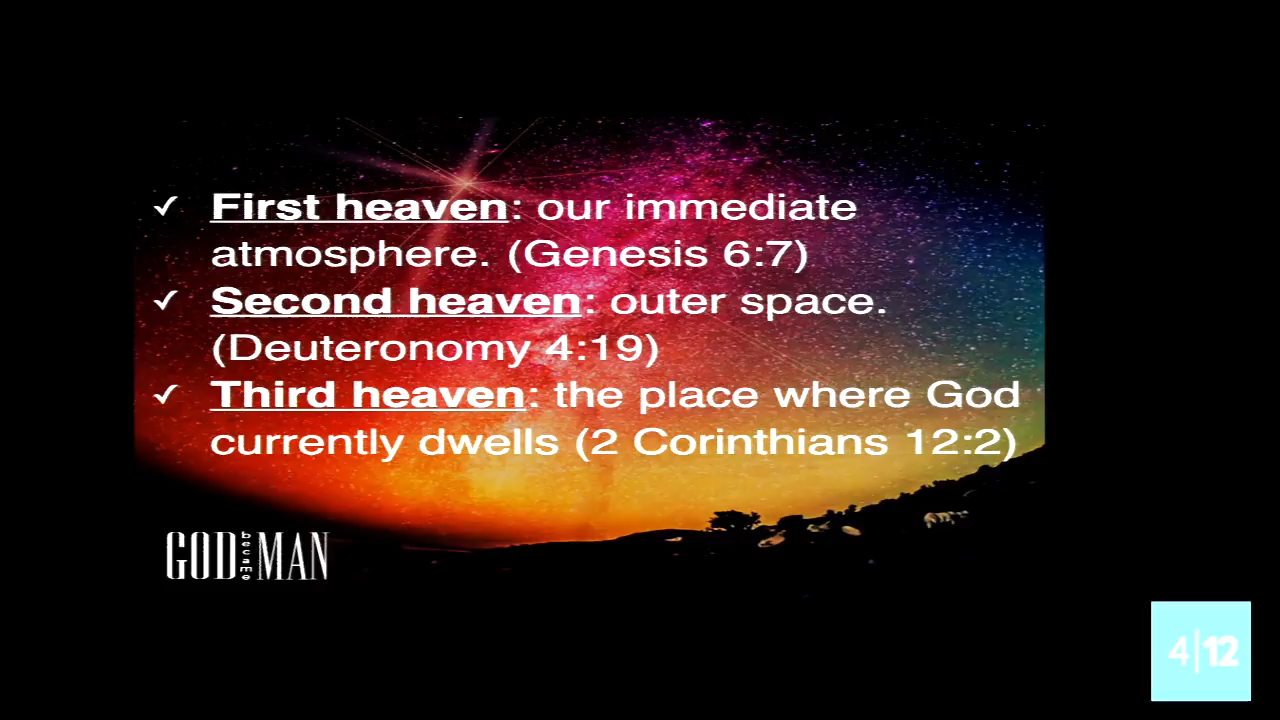 ✓ First heaven: our immediate
atmosphere. (Genesis 6:7)
✓ Second heaven: outer space.
(Deuteronomy 4:19)
✓ Third heaven: the place where God
currently dwells (2 Corinthians 12:2)
GOD became MAN
4|12